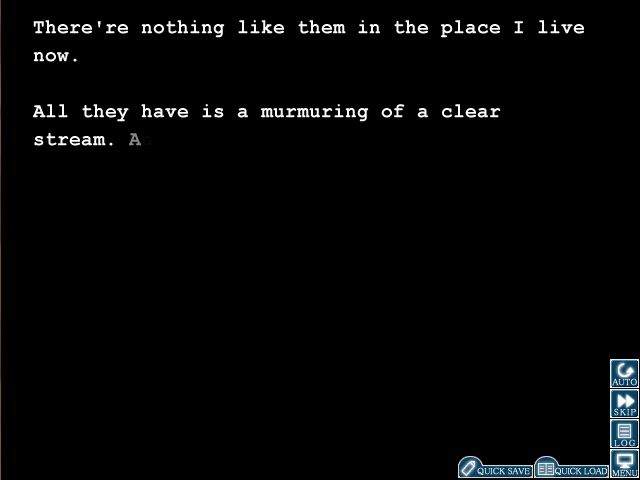 There're nothing like them in the place I live
now.
All they have is a murmuring of a clear
stream. An
AUTO
SKIP
LOG
QUICK SAVE
QUICK LOAD
MENU